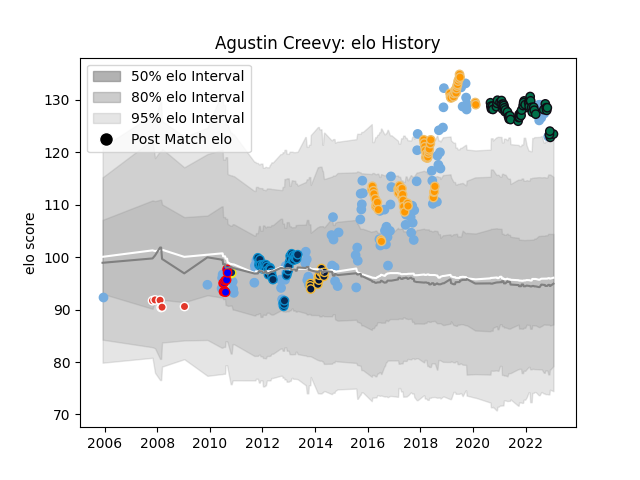 Agustin Creevy: elo History
50% elo Interval
80% elo Interval
95% elo Interval
Post Match elo
elo score
130
120
110
100
90
80
70
2006 2008 2010 2012 2014 2016 2018 2020 2022